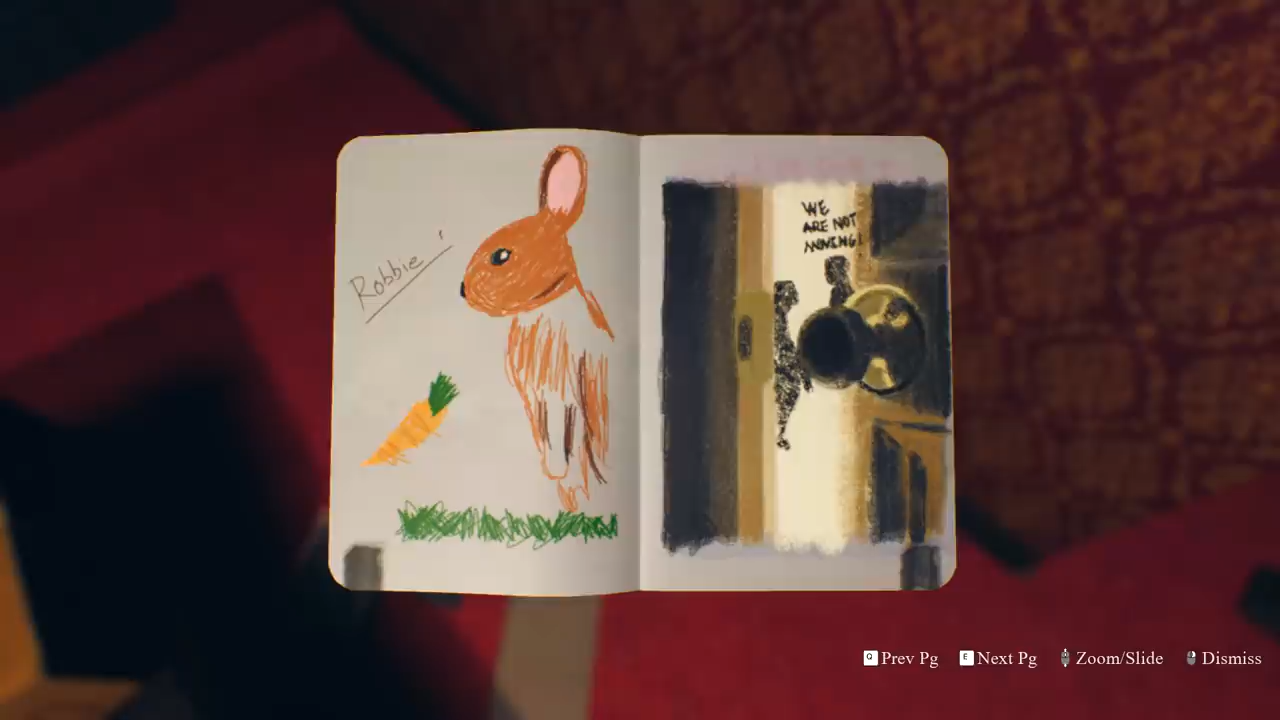 Robbie
WE
ARE NOT
MOVING!
Q Prev Pg E Next Pg Zoom/Slide Dismiss